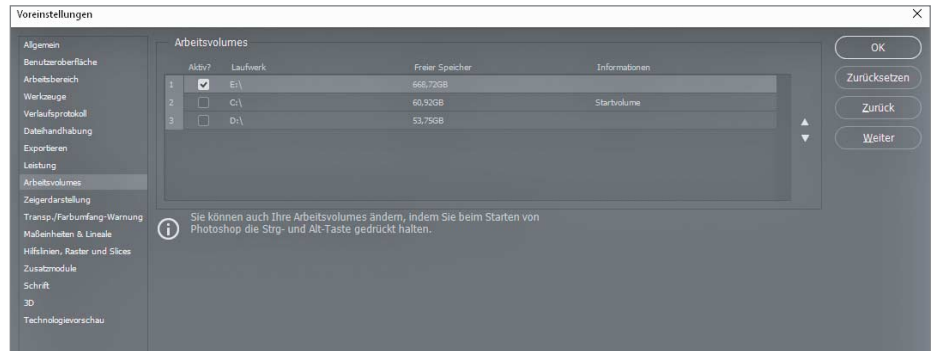 Voreinstellungen
Allgemein
Benutzeroberfläche
Arbeitsbereich
Werkzeuge
Verlaufsprotokoll
Dateihandhabung
Exportieren
Leistung
Arbeitsvolumes
Zeigerdarstellung
Transp./Farbumfang-Warnung
Maßeinheiten & Lineale
Hilfslinien, Raster und Slices
Zusatzmodule
Schrift
3D
Technologievorschau
Arbeitsvolumes
Aktiv? Laufwerk Freier Speicher Informationen
1 E:\ 668,72GB
2 C:\ 60,92GB Startvolume
3 D:\ 53,75GB
Sie können auch Ihre Arbeitsvolumes ändern, indem Sie beim Starten von
Photoshop die Strg- und Alt-Taste gedrückt halten.
OK
Zurücksetzen
Zurück
Weiter